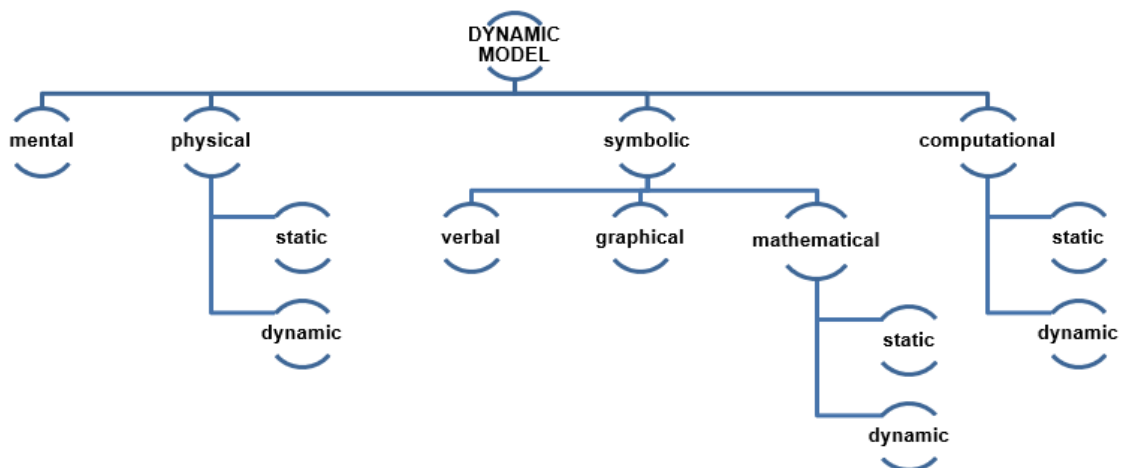 DYNAMIC
MODEL
mental
physical
symbolic
computational
static
verbal
graphical
mathematical
static
dynamic
dynamic
static
dynamic